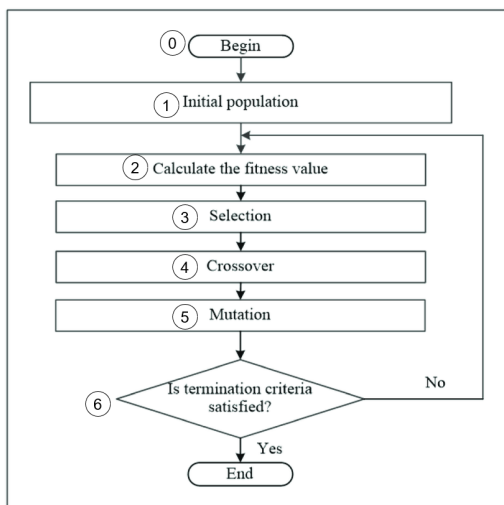 0 Begin
1 Initial population
2 Calculate the fitness value
3 Selection
4 Crossover
5 Mutation
6 Is termination criteria
satisfied?
No
Yes
End